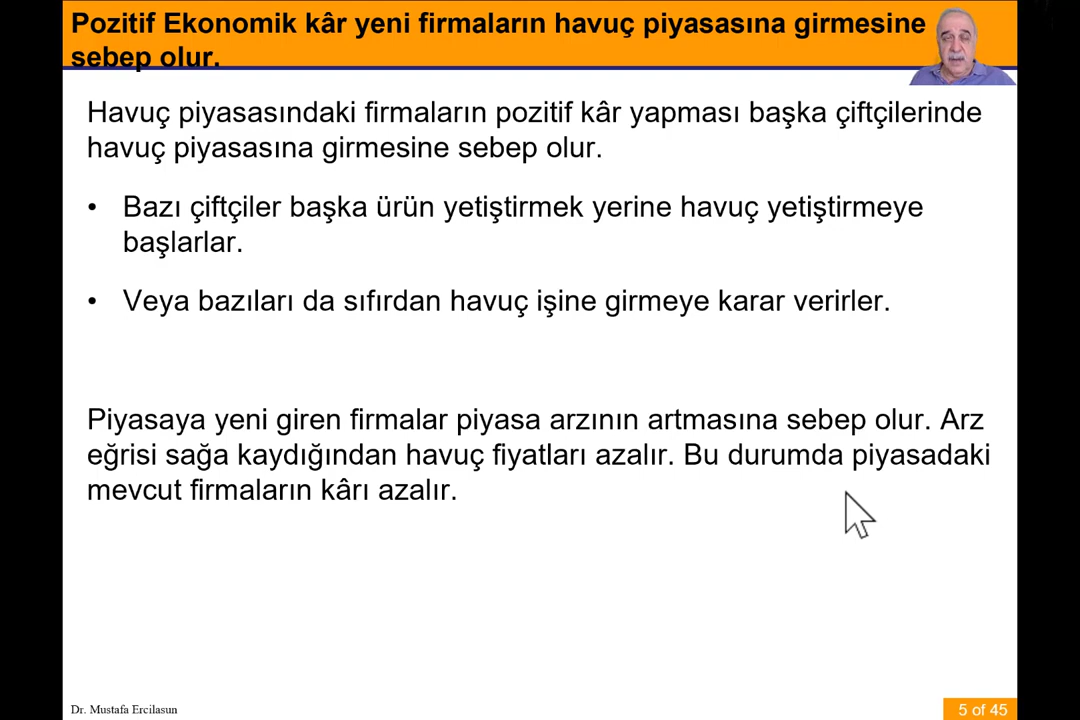 Pozitif Ekonomik kâr yeni firmaların havuç piyasasına girmesine
sebep olur.
Havuç piyasasındaki firmaların pozitif kâr yapması başka çiftçilerinde
havuç piyasasına girmesine sebep olur.
• Bazı çiftçiler başka ürün yetiştirmek yerine havuç yetiştirmeye
başlarlar.
• Veya bazıları da sıfırdan havuç işine girmeye karar verirler.
Piyasaya yeni giren firmalar piyasa arzının artmasına sebep olur. Arz
eğrisi sağa kaydığından havuç fiyatları azalır. Bu durumda piyasadaki
mevcut firmaların kârı azalır.
Dr. Mustafa Ercilasun
5 of 45